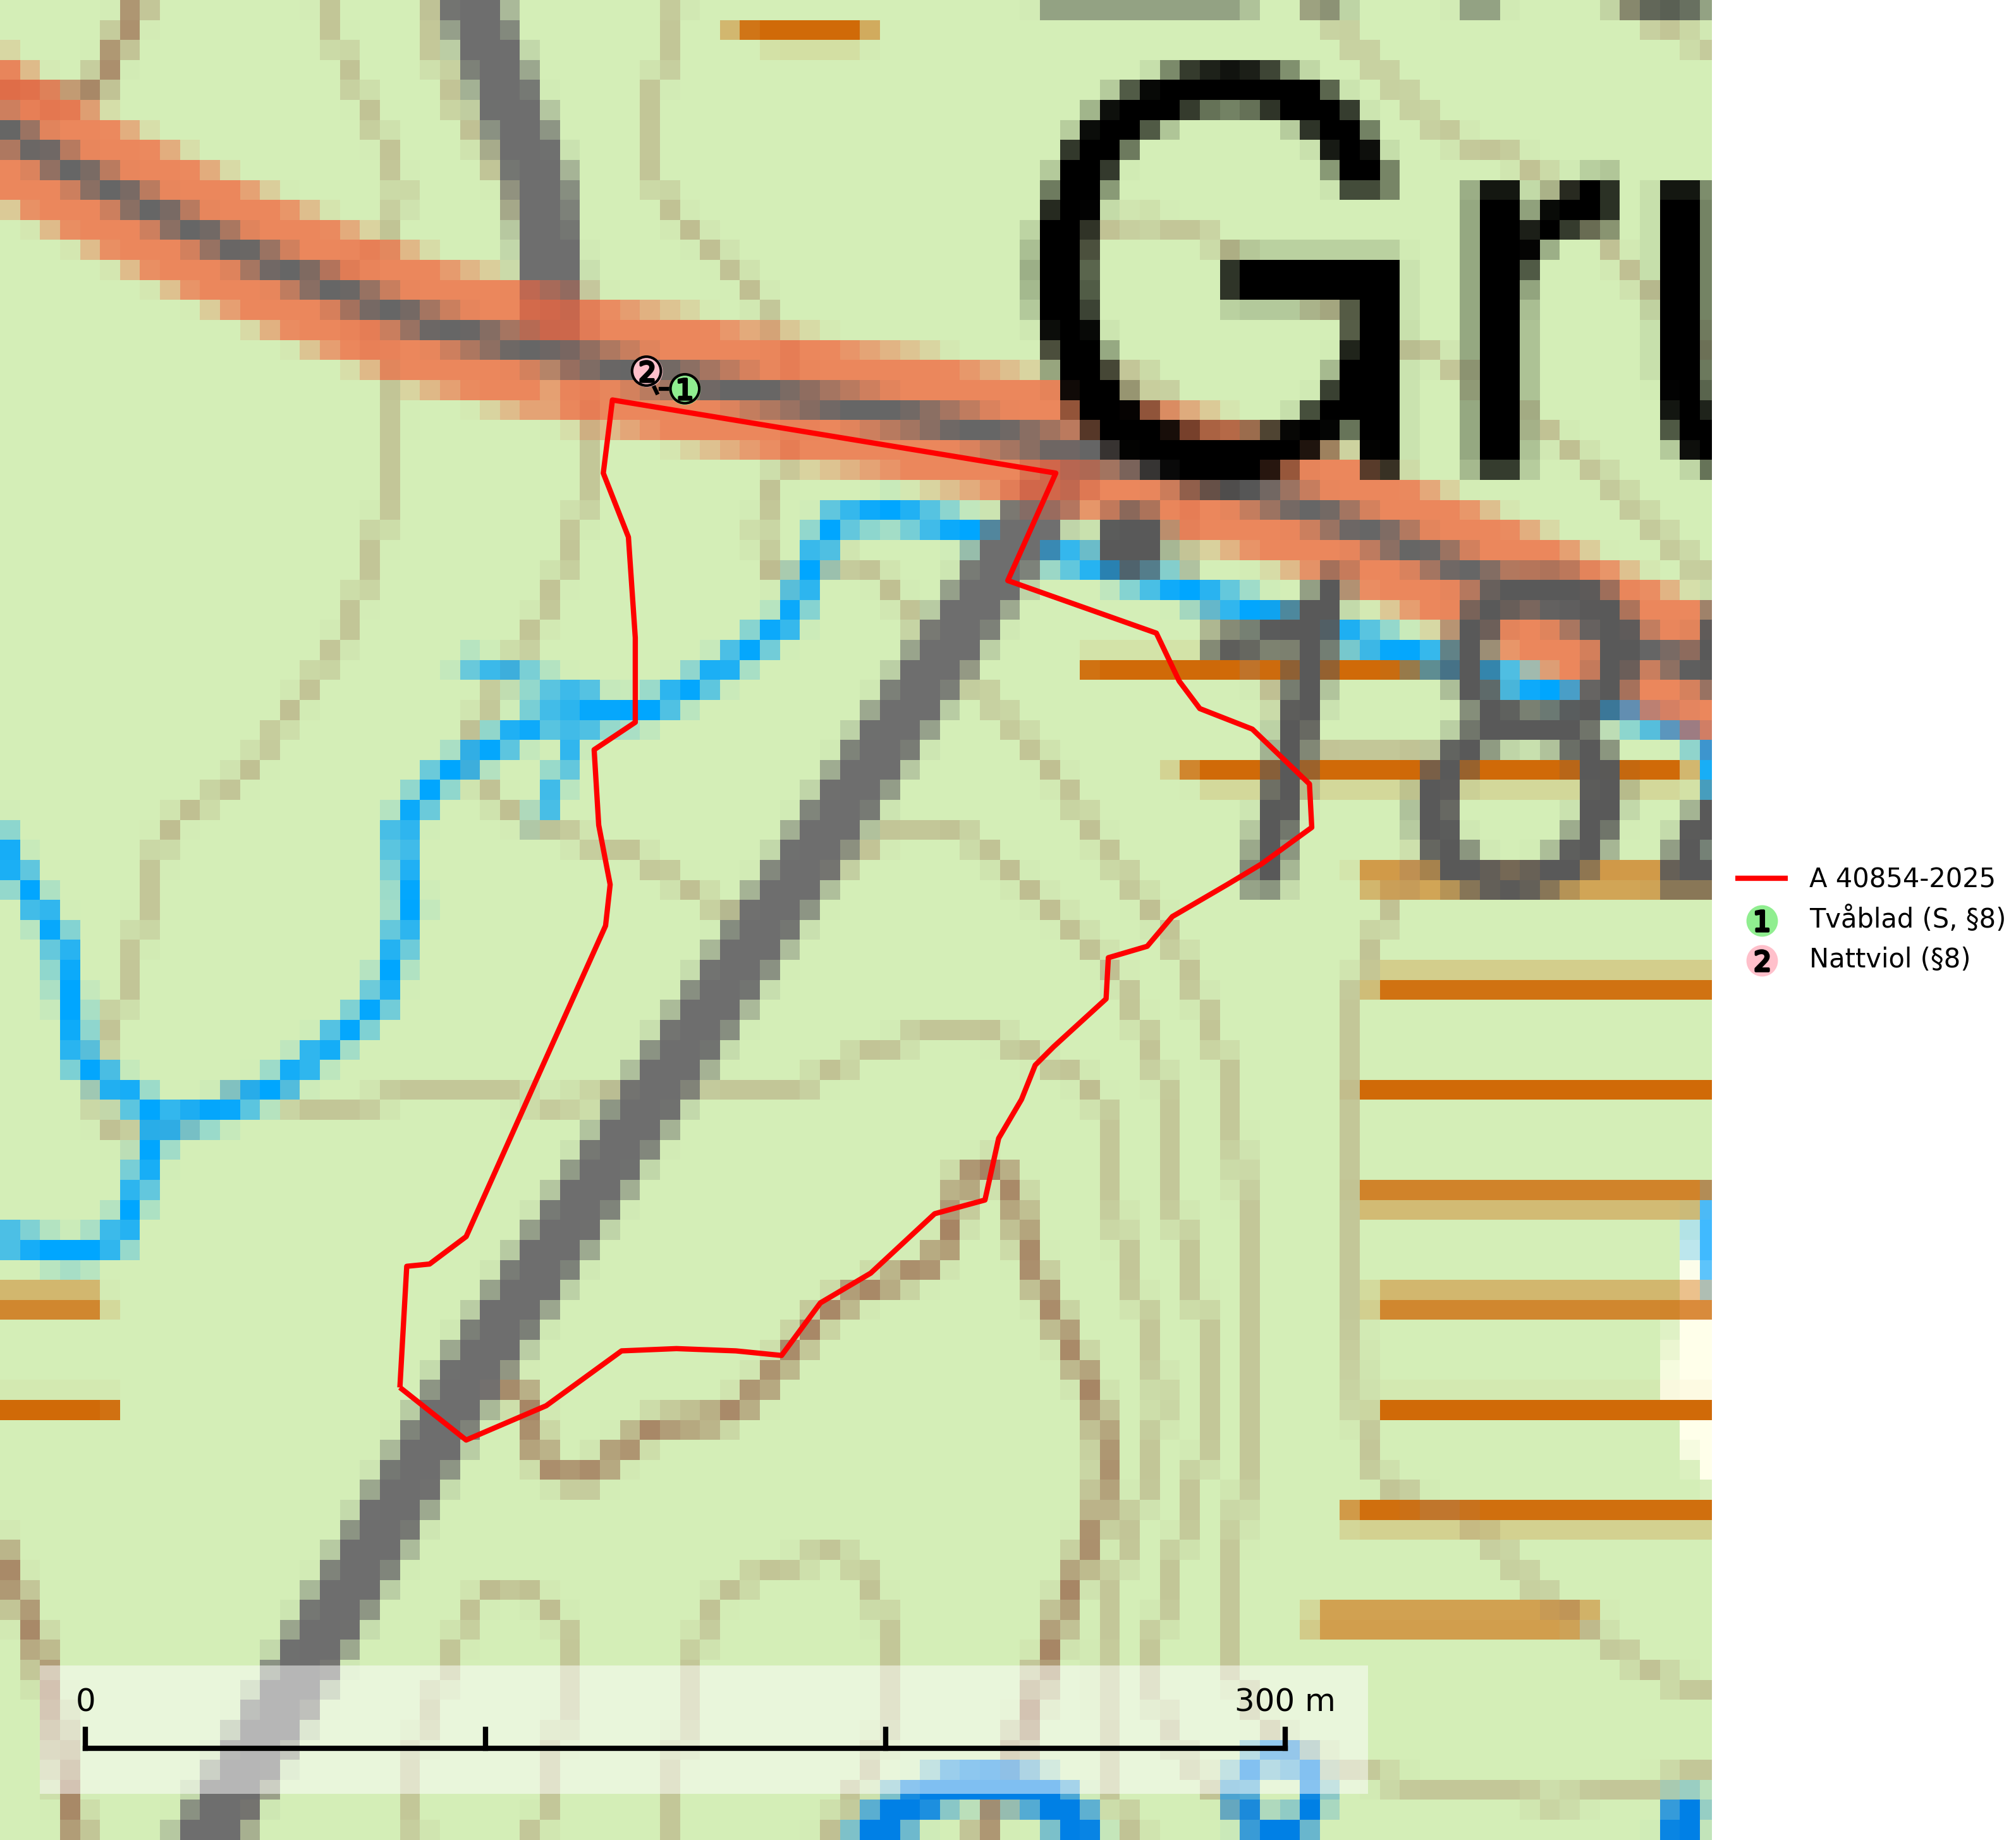 Gr
2
1
A 40854-2025
1 Tvåblad (S, §8)
2 Nattviol (§8)
0 300 m